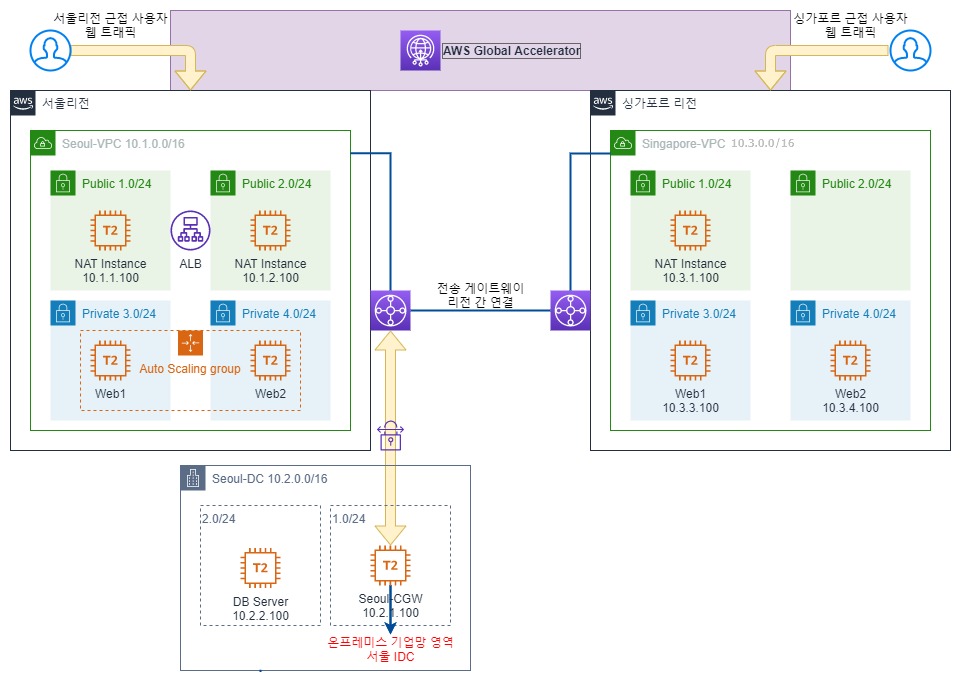 서울리전 근접 사용자
웹 트래픽
AWS Global Accelerator
싱가포르 근접 사용자
웹 트래픽
aws
서울리전
Seoul-VPC 10.1.0.0/16
Public 1.0/24
Public 2.0/24
T2
NAT Instance
10.1.1.100
ALB
T2
NAT Instance
10.1.2.100
Private 3.0/24
Private 4.0/24
T2
Web1
Auto Scaling group
T2
Web2
전송 게이트웨이
리전 간 연결
aws
싱가포르 리전
Singapore-VPC 10.3.0.0/16
Public 1.0/24
Public 2.0/24
T2
NAT Instance
10.3.1.100
Private 3.0/24
Private 4.0/24
T2
Web1
10.3.3.100
T2
Web2
10.3.4.100
Seoul-DC 10.2.0.0/16
2.0/24
1.0/24
T2
DB Server
10.2.2.100
T2
Seoul-CGW
10.2.1.100
온프레미스 기업망 영역
서울 IDC